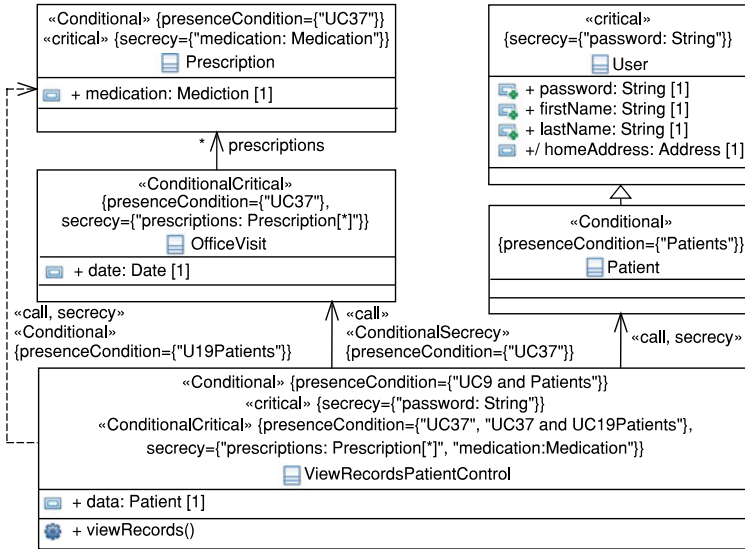 «Conditional» {presenceCondition={"UC37"}}
«critical» {secrecy={"medication: Medication"}}
Prescription
+ medication: Mediction [1]
* prescriptions
«ConditionalCritical»
{presenceCondition={"UC37"},
secrecy={"prescriptions: Prescription[*]"}}
OfficeVisit
+ date: Date [1]
«critical»
{secrecy={"password: String"}}
User
+ password: String [1]
+ firstName: String [1]
+ lastName: String [1]
+/ homeAddress: Address [1]
«Conditional»
{presenceCondition={"Patients"}}
Patient
«call, secrecy»
«Conditional»
{presenceCondition={"U19Patients"}}
«call»
«ConditionalSecrecy»
{presenceCondition={"UC37"}}
«call, secrecy»
«Conditional» {presenceCondition={"UC9 and Patients"}}
«critical» {secrecy={"password: String"}}
«ConditionalCritical» {presenceCondition={"UC37", "UC37 and UC19Patients"},
secrecy={"prescriptions: Prescription[*]", "medication:Medication"}}
ViewRecordsPatientControl
+ data: Patient [1]
+ viewRecords()